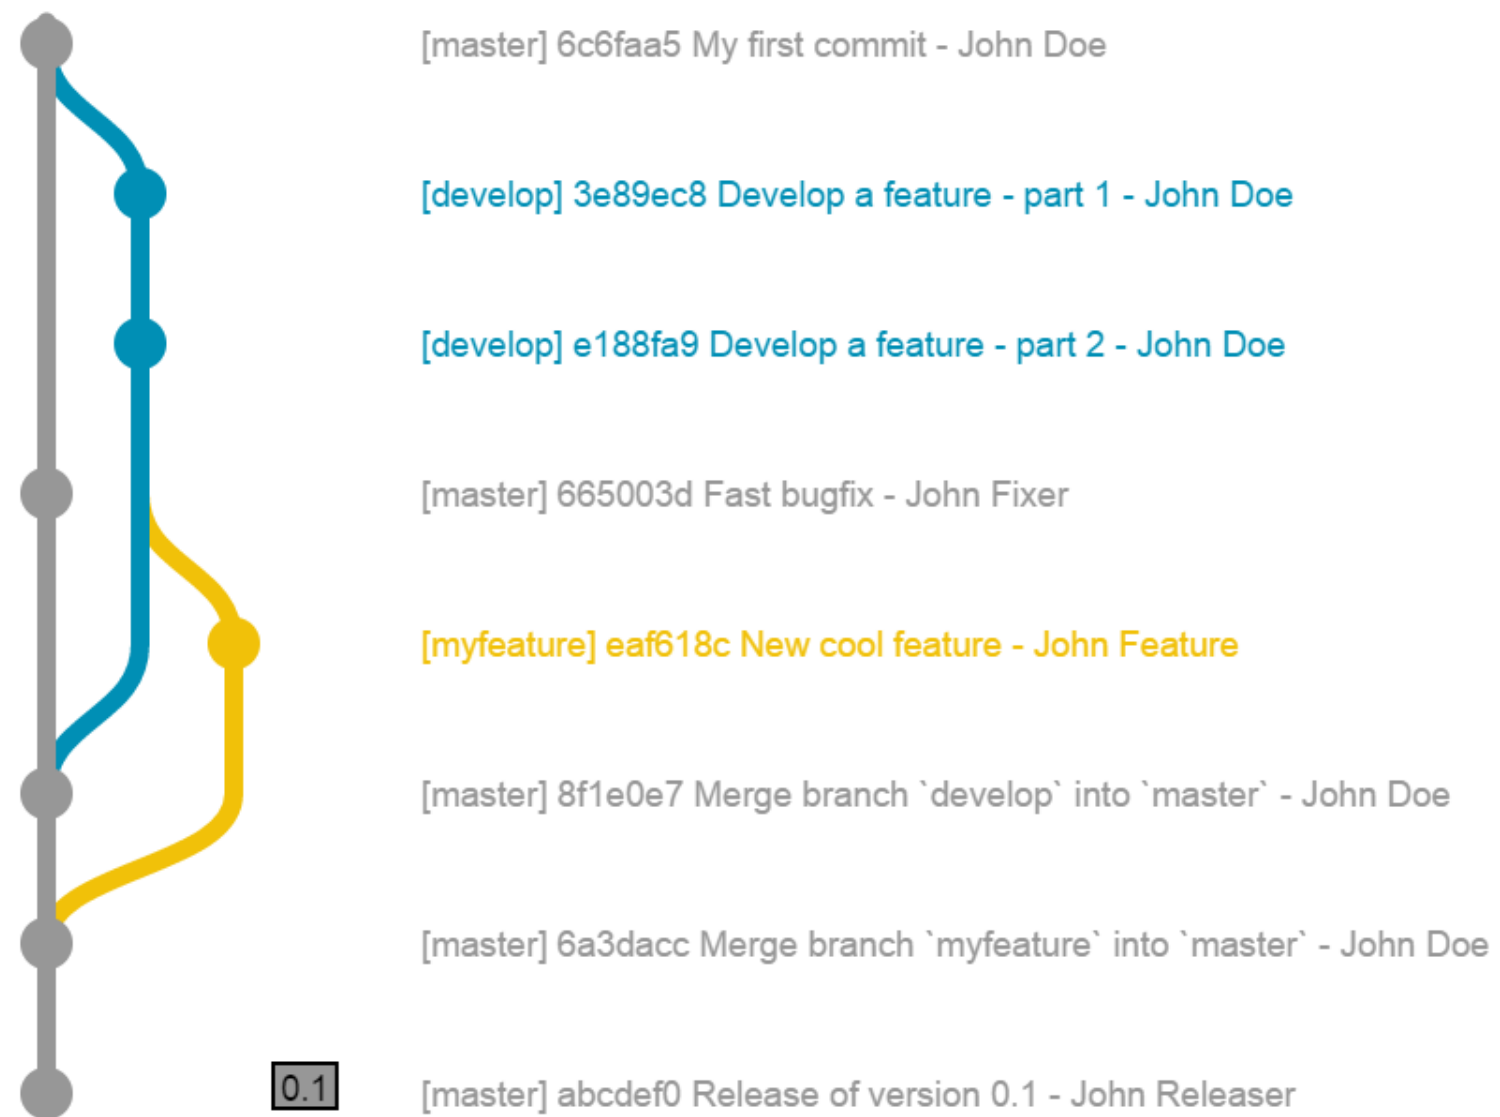 [master] 6c6faa5 My first commit - John Doe
[develop] 3e89ec8 Develop a feature - part 1 - John Doe
[develop] e188fa9 Develop a feature - part 2 - John Doe
[master] 665003d Fast bugfix - John Fixer
[myfeature] eaf618c New cool feature - John Feature
[master] 8f1e0e7 Merge branch `develop` into `master` - John Doe
[master] 6a3dacc Merge branch `myfeature` into `master` - John Doe
0.1 [master] abcdef0 Release of version 0.1 - John Releaser